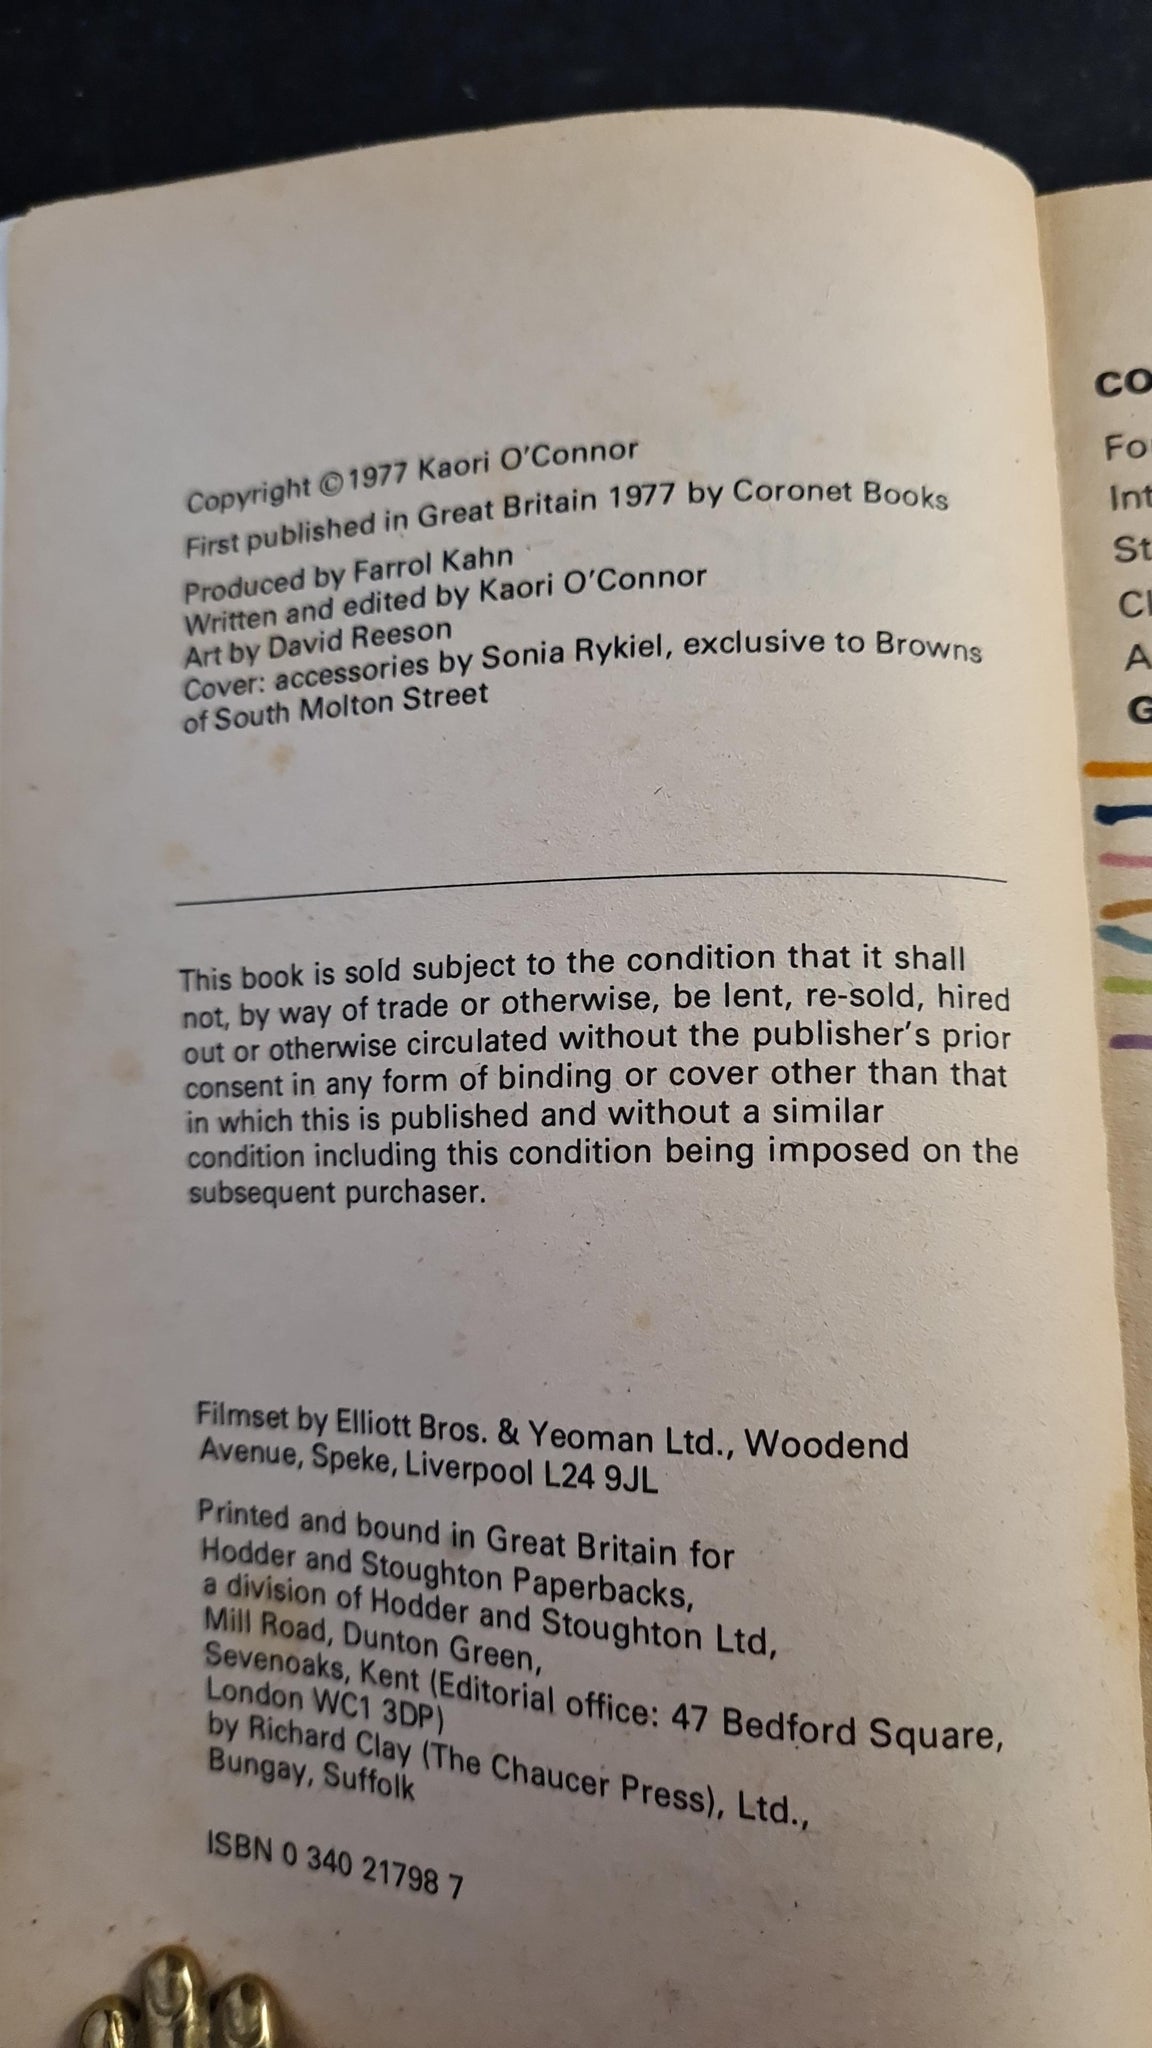 Copyright © 1977 Kaori O'Connor
First published in Great Britain 1977 by Coronet Books
Produced by Farrol Kahn
Written and edited by Kaori O'Connor
Art by David Reeson
Cover: accessories by Sonia Rykiel, exclusive to Browns
of South Molton Street
This book is sold subject to the condition that it shall
not, by way of trade or otherwise, be lent, re-sold, hired
out or otherwise circulated without the publisher's prior
consent in any form of binding or cover other than that
in which this is published and without a similar
condition including this condition being imposed on the
subsequent purchaser.
Filmset by Elliott Bros. & Yeoman Ltd., Woodend
Avenue, Speke, Liverpool L24 9JL
Printed and bound in Great Britain for
Hodder and Stoughton Paperbacks,
a division of Hodder and Stoughton Ltd,
Mill Road, Dunton Green,
Sevenoaks, Kent (Editorial office: 47 Bedford Square,
London WC1 3DP)
by Richard Clay (The Chaucer Press), Ltd.,
Bungay, Suffolk
ISBN 0 340 21798 7